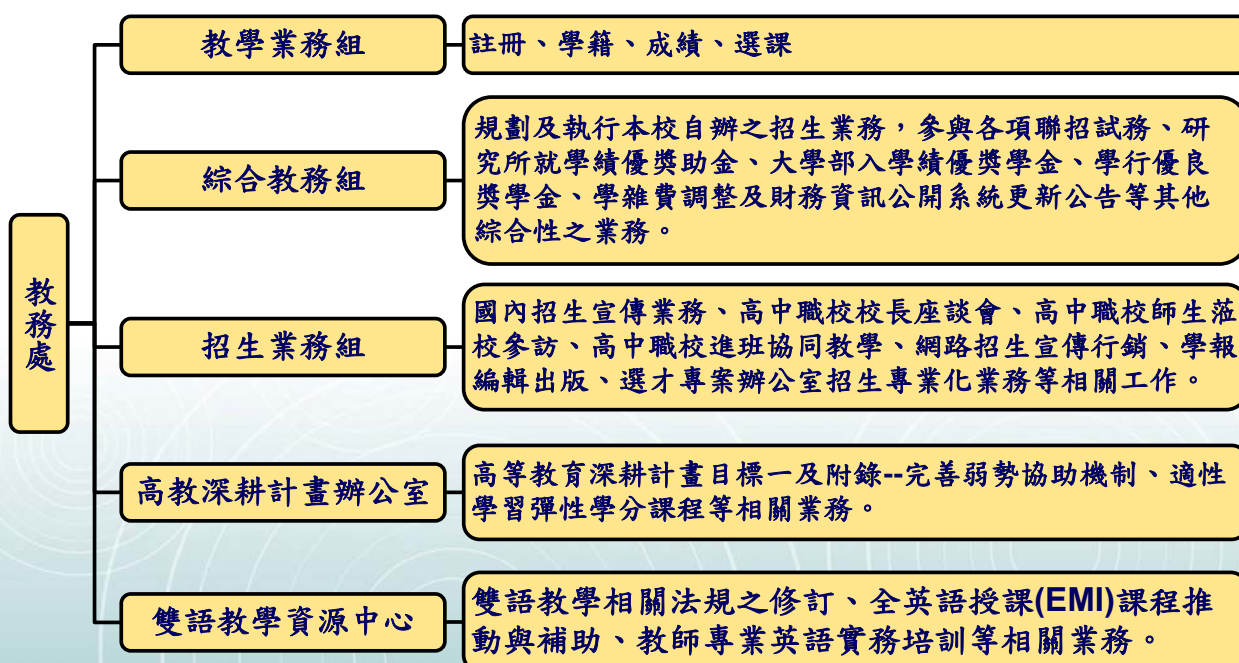 教務處
教學業務組
註冊、學籍、成績、選課
綜合教務組
規劃及執行本校自辦之招生業務，參與各項聯招試務、研
究所就學績優獎助金、大學部入學績優獎學金、學行優良
獎學金、學雜費調整及財務資訊公開系統更新公告等其他
綜合性之業務。
招生業務組
國內招生宣傳業務、高中職校校長座談會、高中職校師生蒞
校參訪、高中職校進班協同教學、網路招生宣傳行銷、學報
編輯出版、選才專案辦公室招生專業化業務等相關工作。
高教深耕計畫辦公室
高等教育深耕計畫目標一及附錄--完善弱勢協助機制、適性
學習彈性學分課程等相關業務。
雙語教學資源中心
雙語教學相關法規之修訂、全英語授課(EMI)課程推
動與補助、教師專業英語實務培訓等相關業務。